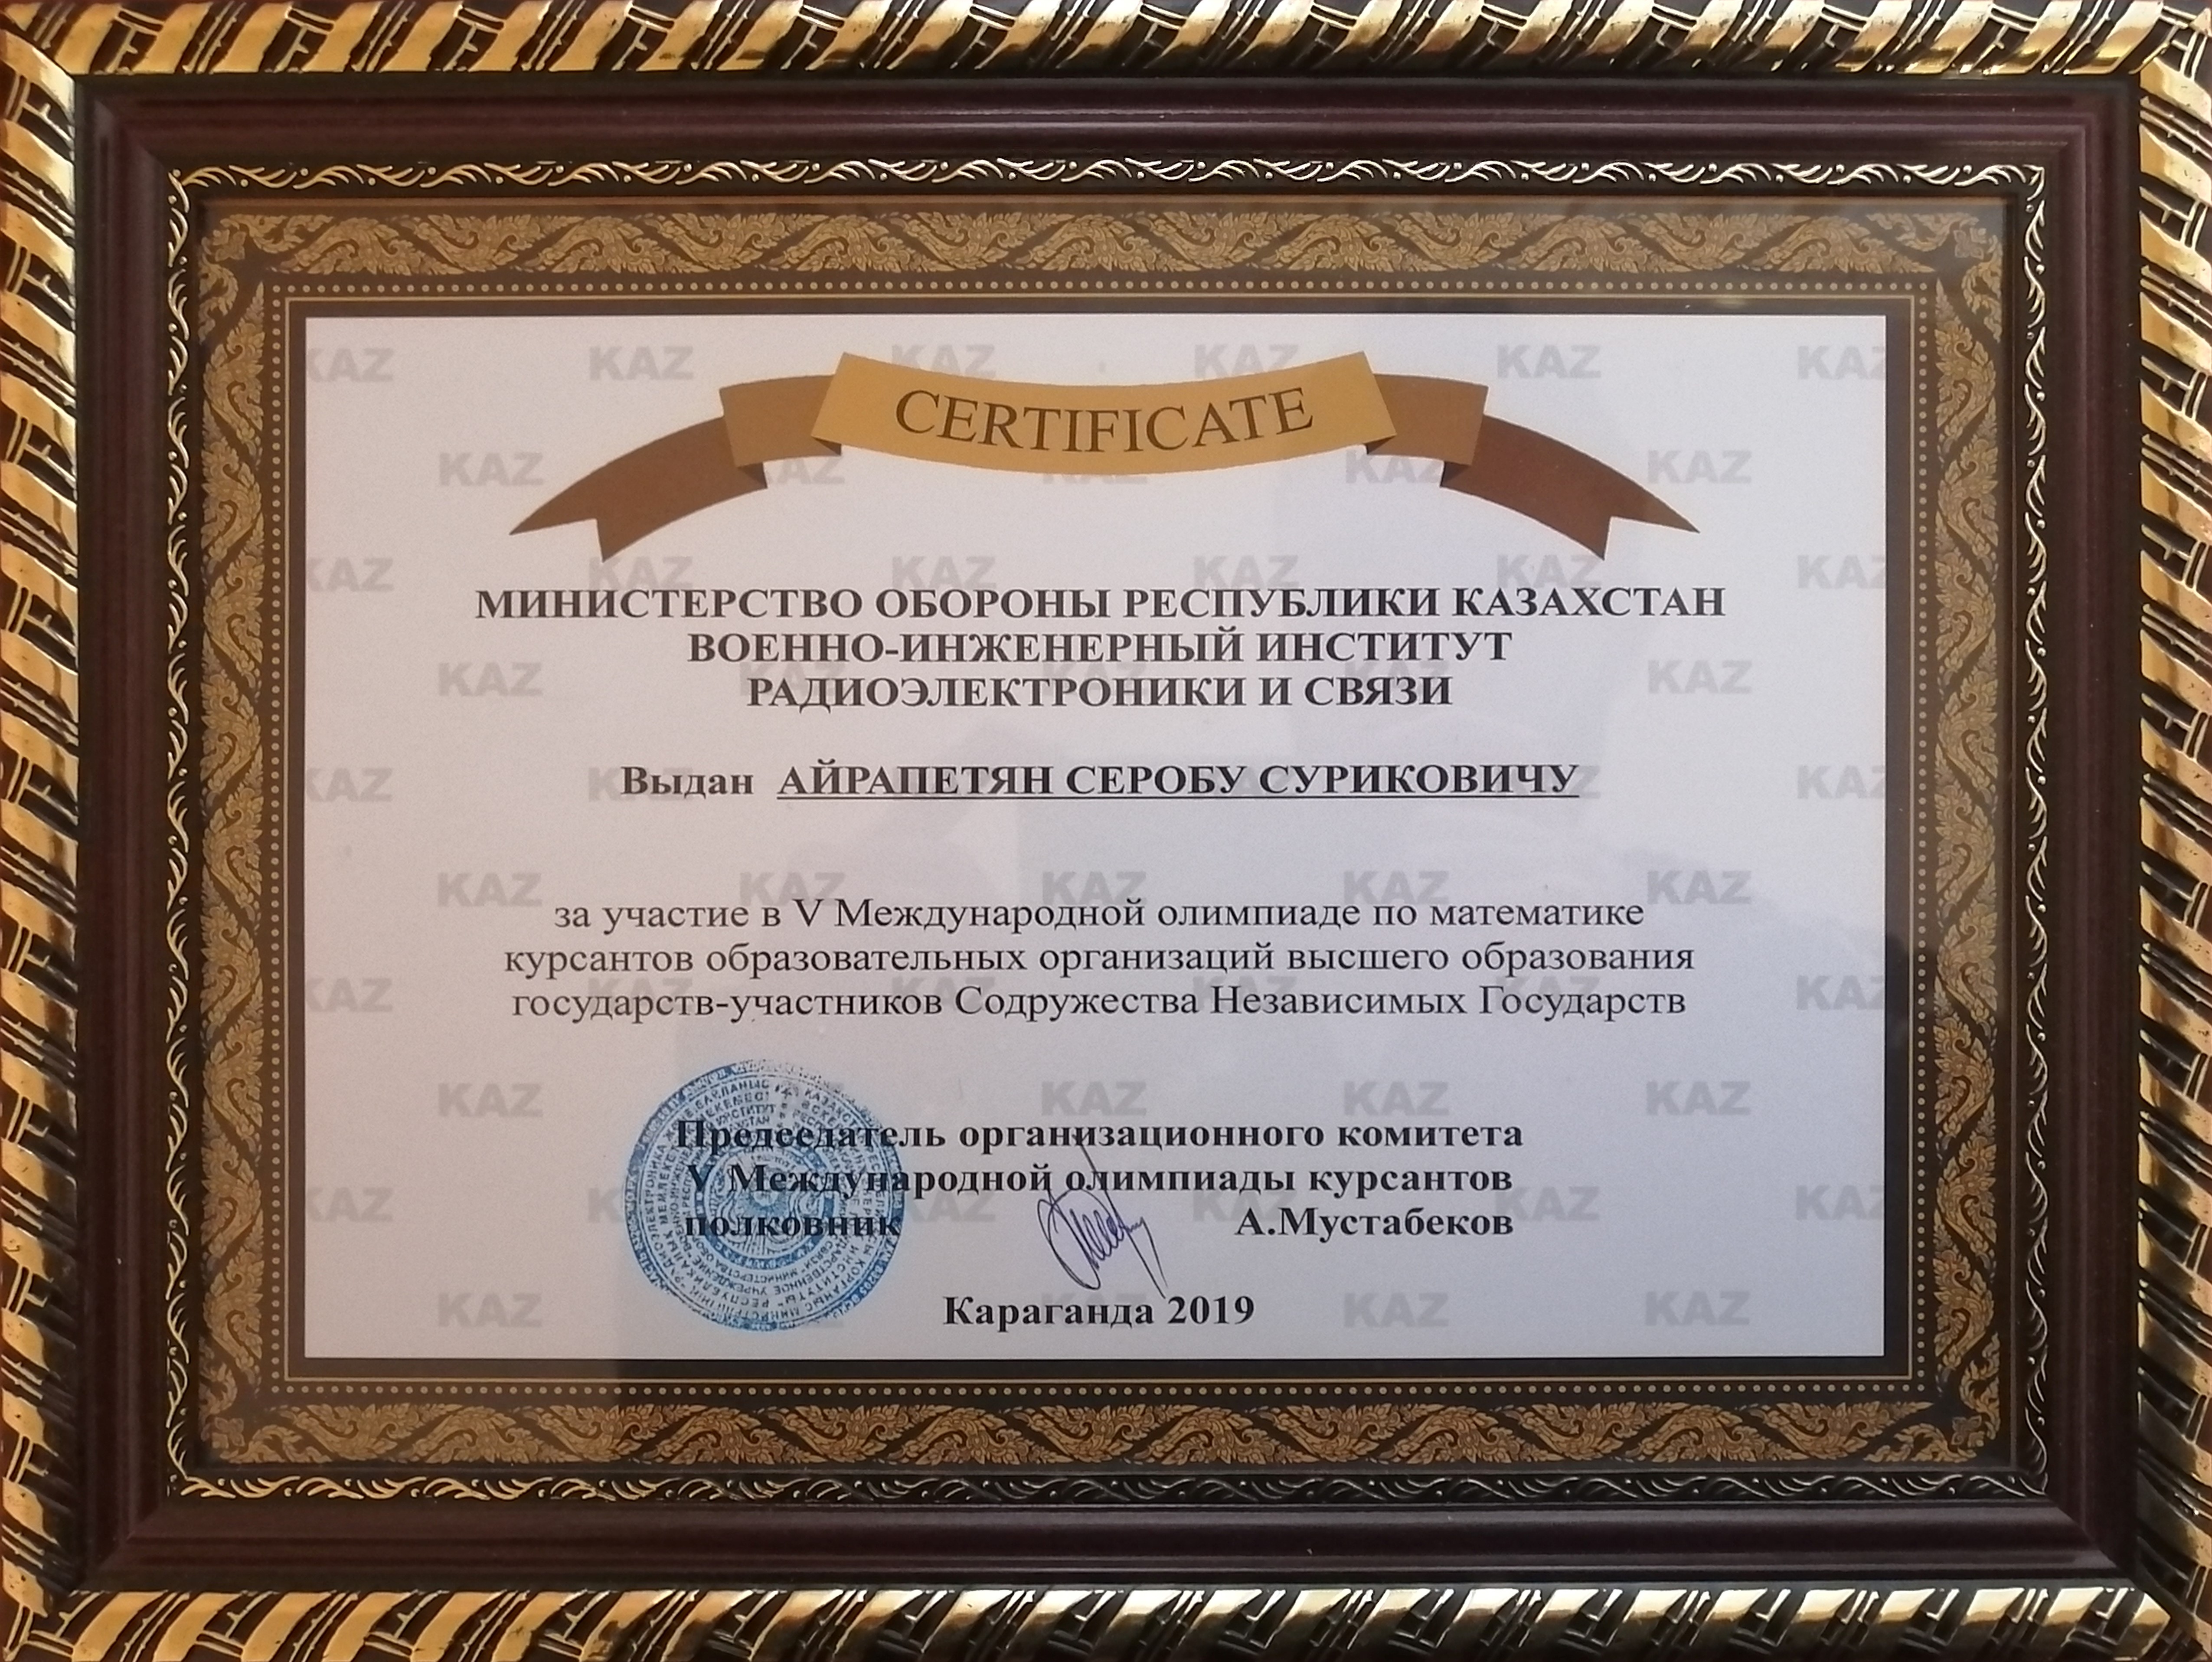 CERTIFICATE
МИНИСТЕРСТВО ОБОРОНЫ РЕСПУБЛИКИ КАЗАХСТАН
ВОЕННО-ИНЖЕНЕРНЫЙ ИНСТИТУТ
РАДИОЭЛЕКТРОНИКИ И СВЯЗИ
Выдан АЙРАПЕТЯН СЕРОБУ СУРИКОВИЧУ
за участие в V Международной олимпиаде по математике
курсантов образовательных организаций высшего образования
государств-участников Содружества Независимых Государств
Председатель организационного комитета
V Международной олимпиады курсантов
полковник А.Мустабеков
Караганда 2019
KAZ